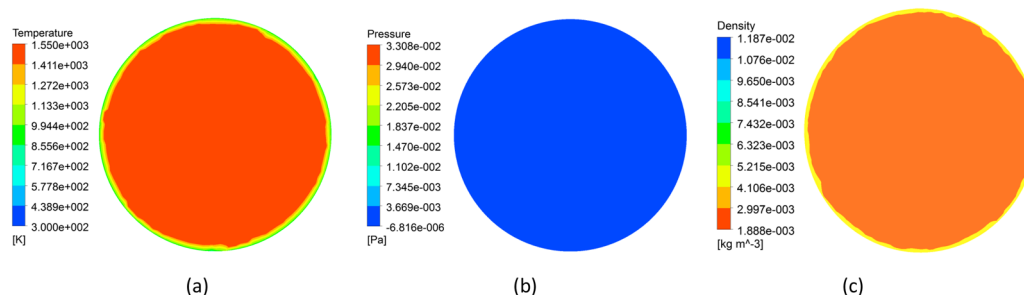 Temperature
1.550e+003
1.411e+003
1.272e+003
1.133e+003
9.944e+002
8.556e+002
7.167e+002
5.778e+002
4.389e+002
3.000e+002
[K]
(a)
Pressure
3.308e-002
2.940e-002
2.573e-002
2.205e-002
1.837e-002
1.470e-002
1.102e-002
7.345e-003
3.669e-003
-6.816e-006
[Pa]
(b)
Density
1.187e-002
1.076e-002
9.650e-003
8.541e-003
7.432e-003
6.323e-003
5.215e-003
4.106e-003
2.997e-003
1.888e-003
[kg m^-3]
(c)